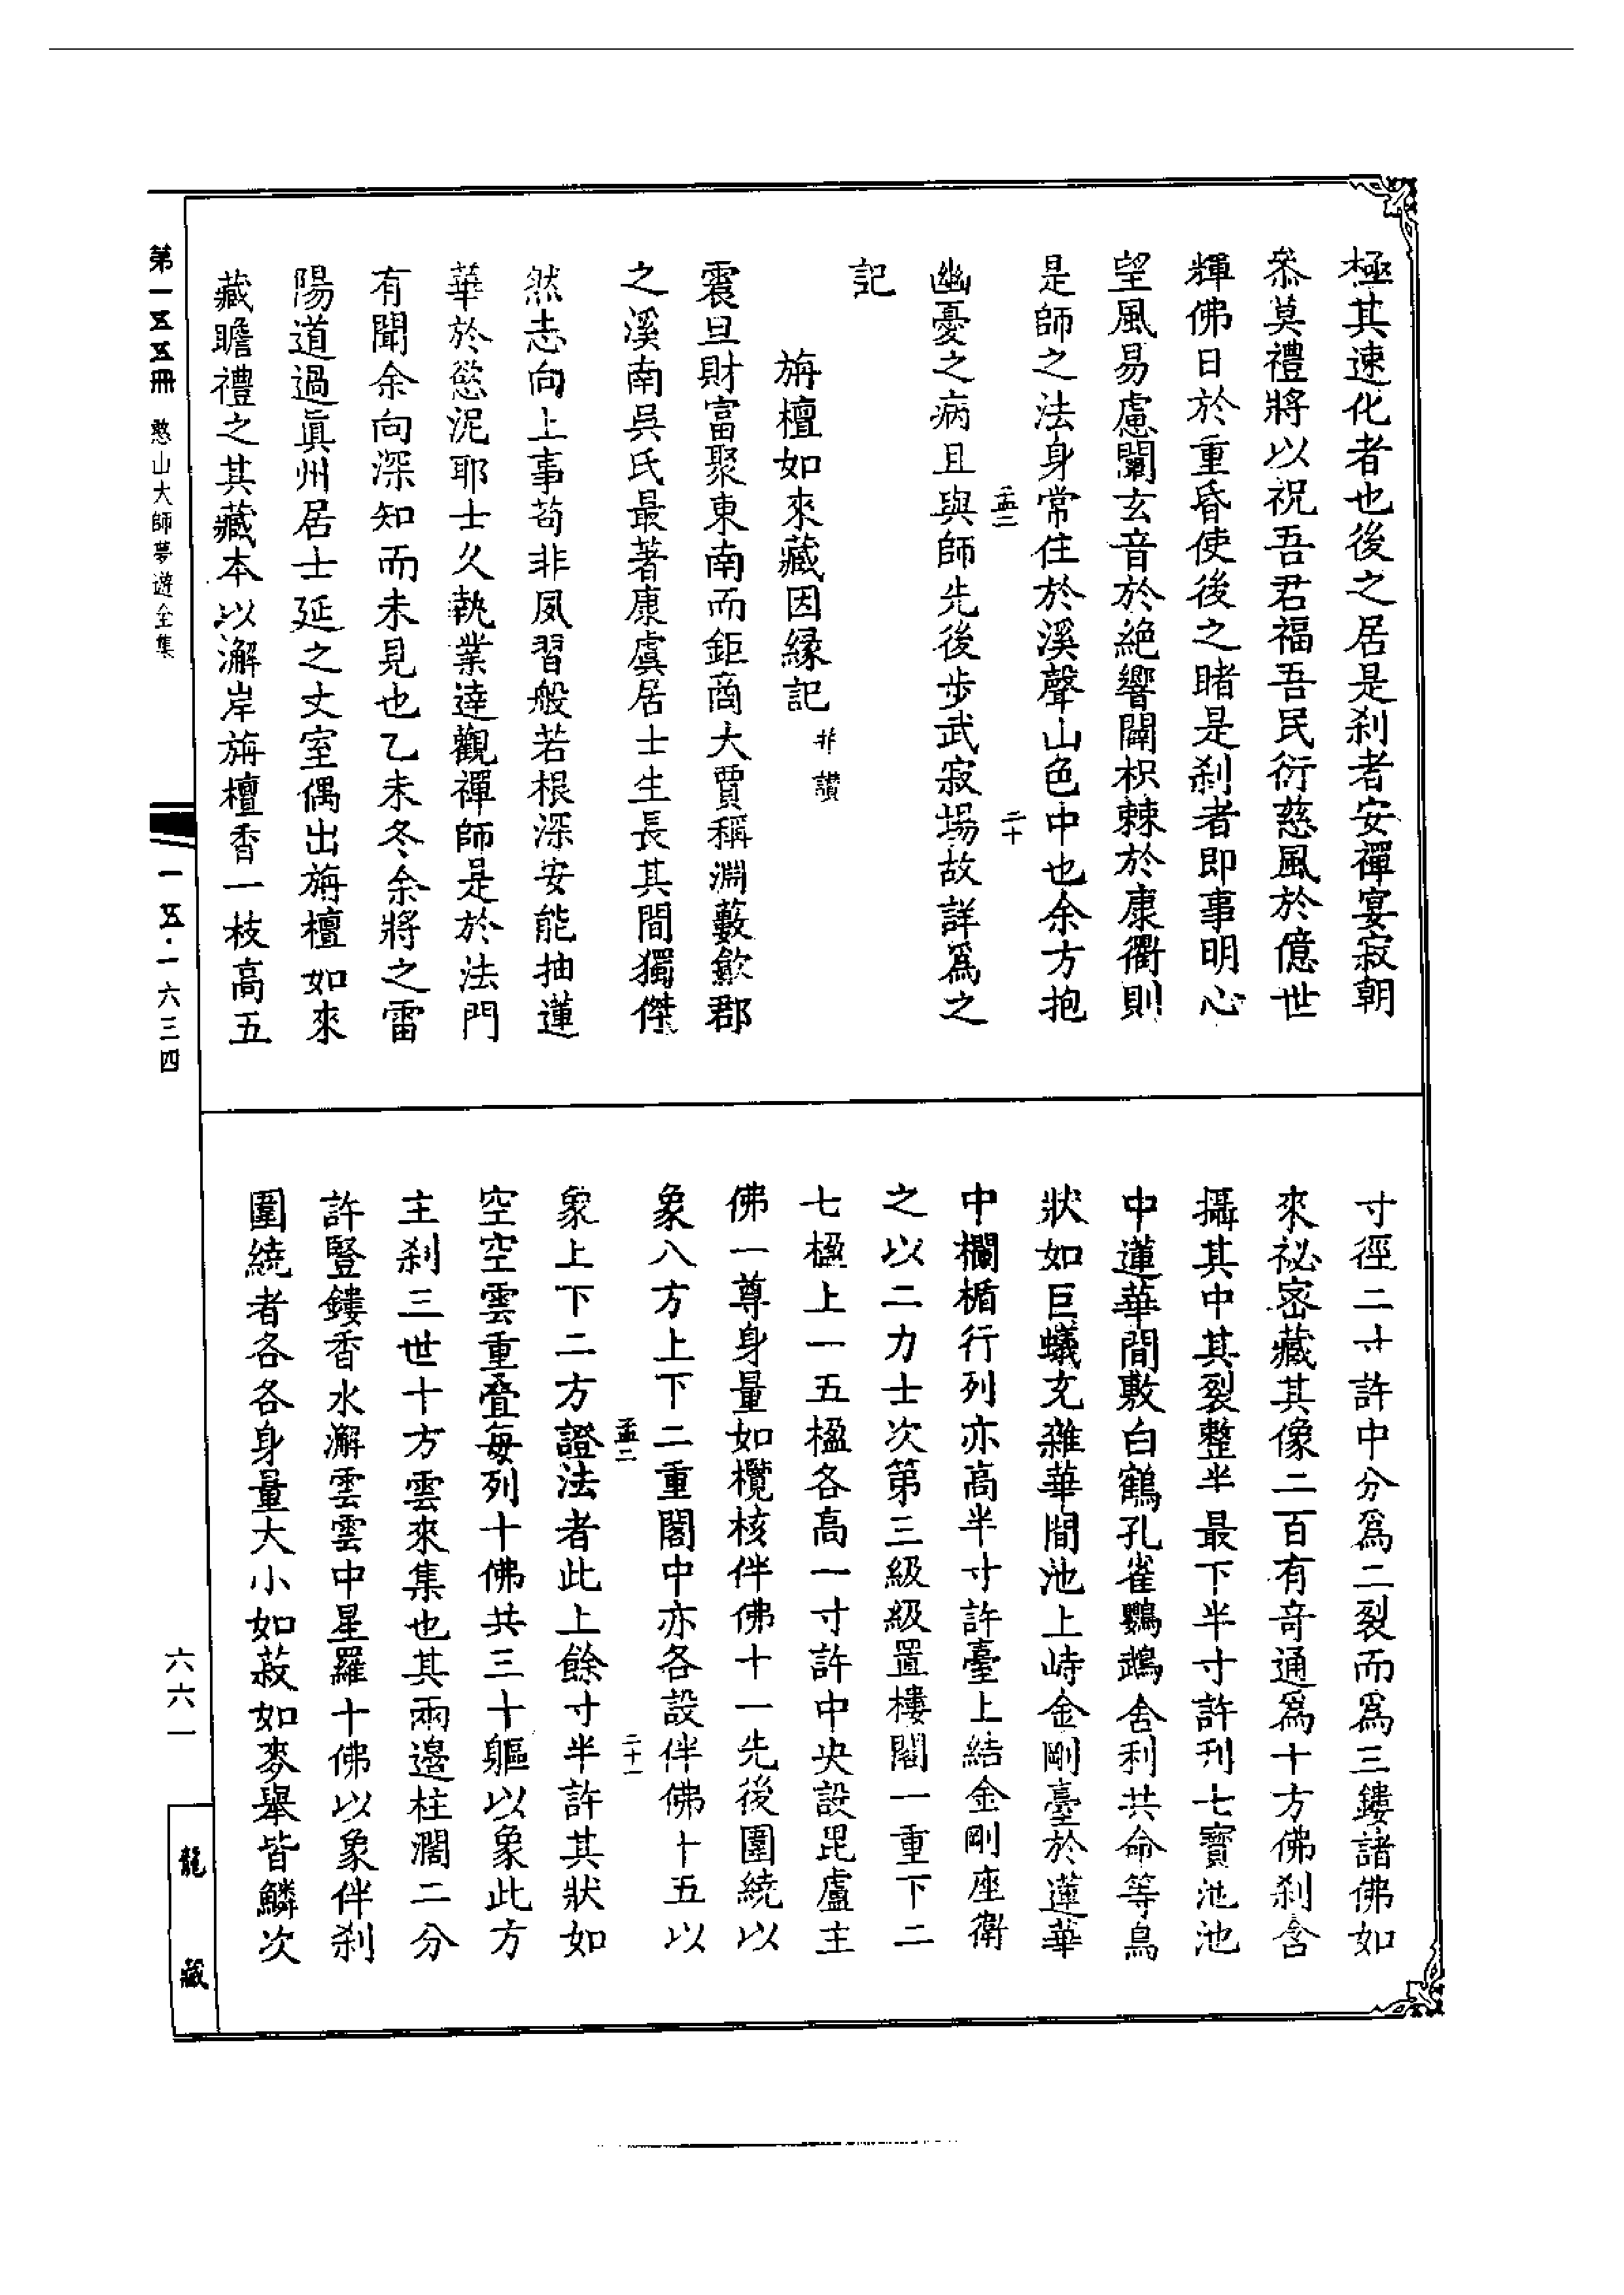 極其速化者也後之居是刹者安禪宴寂朝
叅莫禮將以祝吾君福吾民衍慈風於億世
輝佛日於重昏使後之睹是刹者即事明心
望風易慮闡玄音於絕響闢枳棘於康衢則
是師之法身常住於溪聲山色中也余方抱
孟二
二十
幽憂之病且與師先後步武寂場故詳爲之
記
旃檀如來藏因緣記 并讚
震旦財富聚東南而鉅商大賈稱淵藪歙郡
之溪南吳氏最著康虞居士生長其間獨傑
然志向上事苟非夙習般若根深安能抽蓮
華於慾泥耶士久執業達觀禪師是於法門
有聞余向深知而未見也乙未冬余將之雷
陽道過眞州居士延之丈室偶出旃檀如來
藏瞻禮之其藏本以澥岸旃檀香一枝高五
寸徑二寸許中分爲二裂而爲三鏤諸佛如
來祕密藏其像二百有奇通爲十方佛刹含
攝其中其裂整半最下半寸許刊七寶池池
中蓮華間敷白鶴孔雀鸚鵡舍利共命等鳥
狀如巨蟻充雜華間池上峙金剛臺於蓮華
中欄楯行列亦高半寸許臺上結金剛座衛
之以二力士次第三級級置樓閣一重下二
七楹上一五楹各高一寸許中央設毘盧主
佛一尊身量如欖核伴佛十一先後圍繞以
象八方上下二重閣中亦各設伴佛十五以
孟二
二十一
象上下二方證法者此上餘寸半許其狀如
空空雲重疊每列十佛共三十軀以象此方
主刹三世十方雲來集也其兩邊柱濶二分
許豎鏤香水澥雲雲中星羅十佛以象伴刹
圍繞者各各身量大小如菽如麥舉皆鱗次
第一五五冊 憨山大師夢遊全集
一五·一六三四
六六一
龍藏